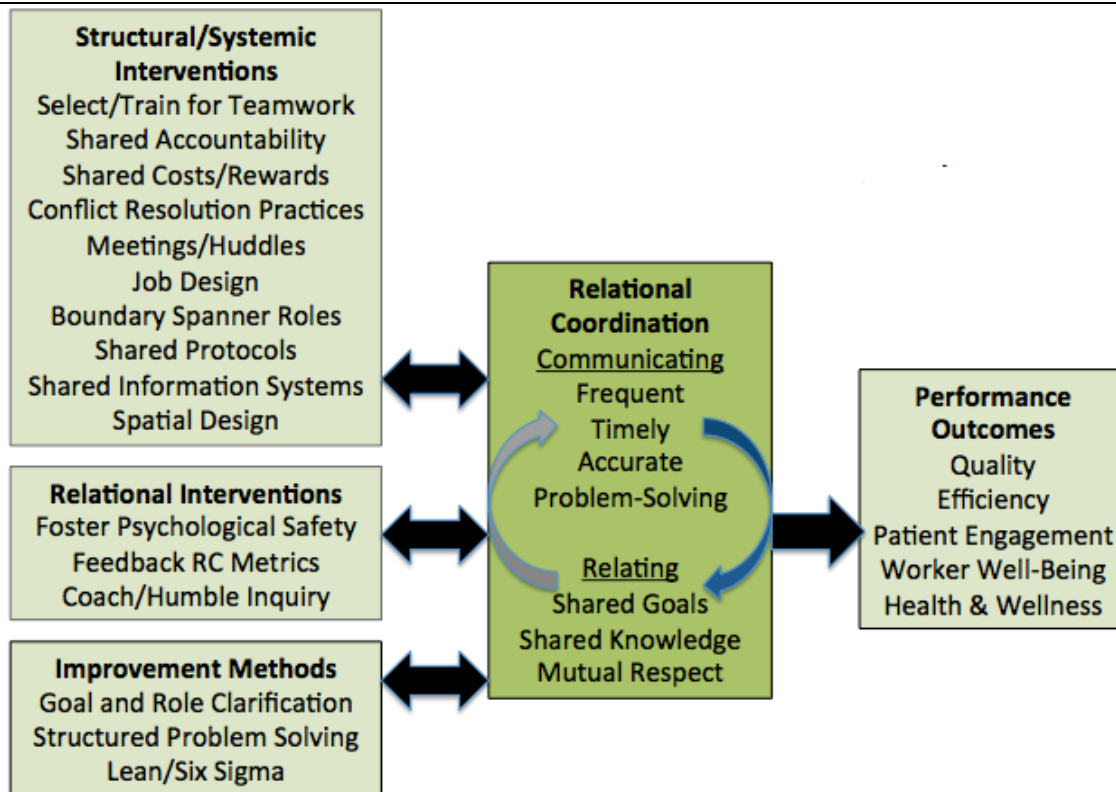 Structural/Systemic
Interventions
Select/Train for Teamwork
Shared Accountability
Shared Costs/Rewards
Conflict Resolution Practices
Meetings/Huddles
Job Design
Boundary Spanner Roles
Shared Protocols
Shared Information Systems
Spatial Design
Relational Interventions
Foster Psychological Safety
Feedback RC Metrics
Coach/Humble Inquiry
Improvement Methods
Goal and Role Clarification
Structured Problem Solving
Lean/Six Sigma
Relational
Coordination
Communicating
Frequent
Timely
Accurate
Problem-Solving
Relating
Shared Goals
Shared Knowledge
Mutual Respect
Performance
Outcomes
Quality
Efficiency
Patient Engagement
Worker Well-Being
Health & Wellness